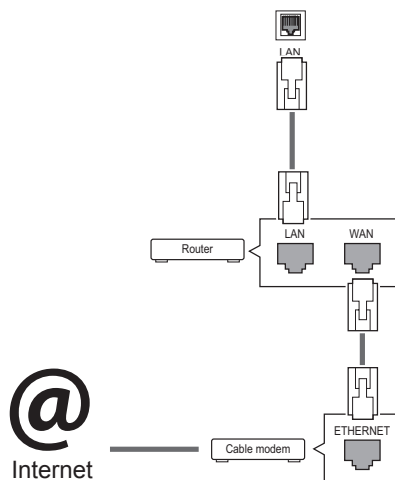 LAN
LAN
WAN
Router
ETHERNET
Cable modem
@
Internet